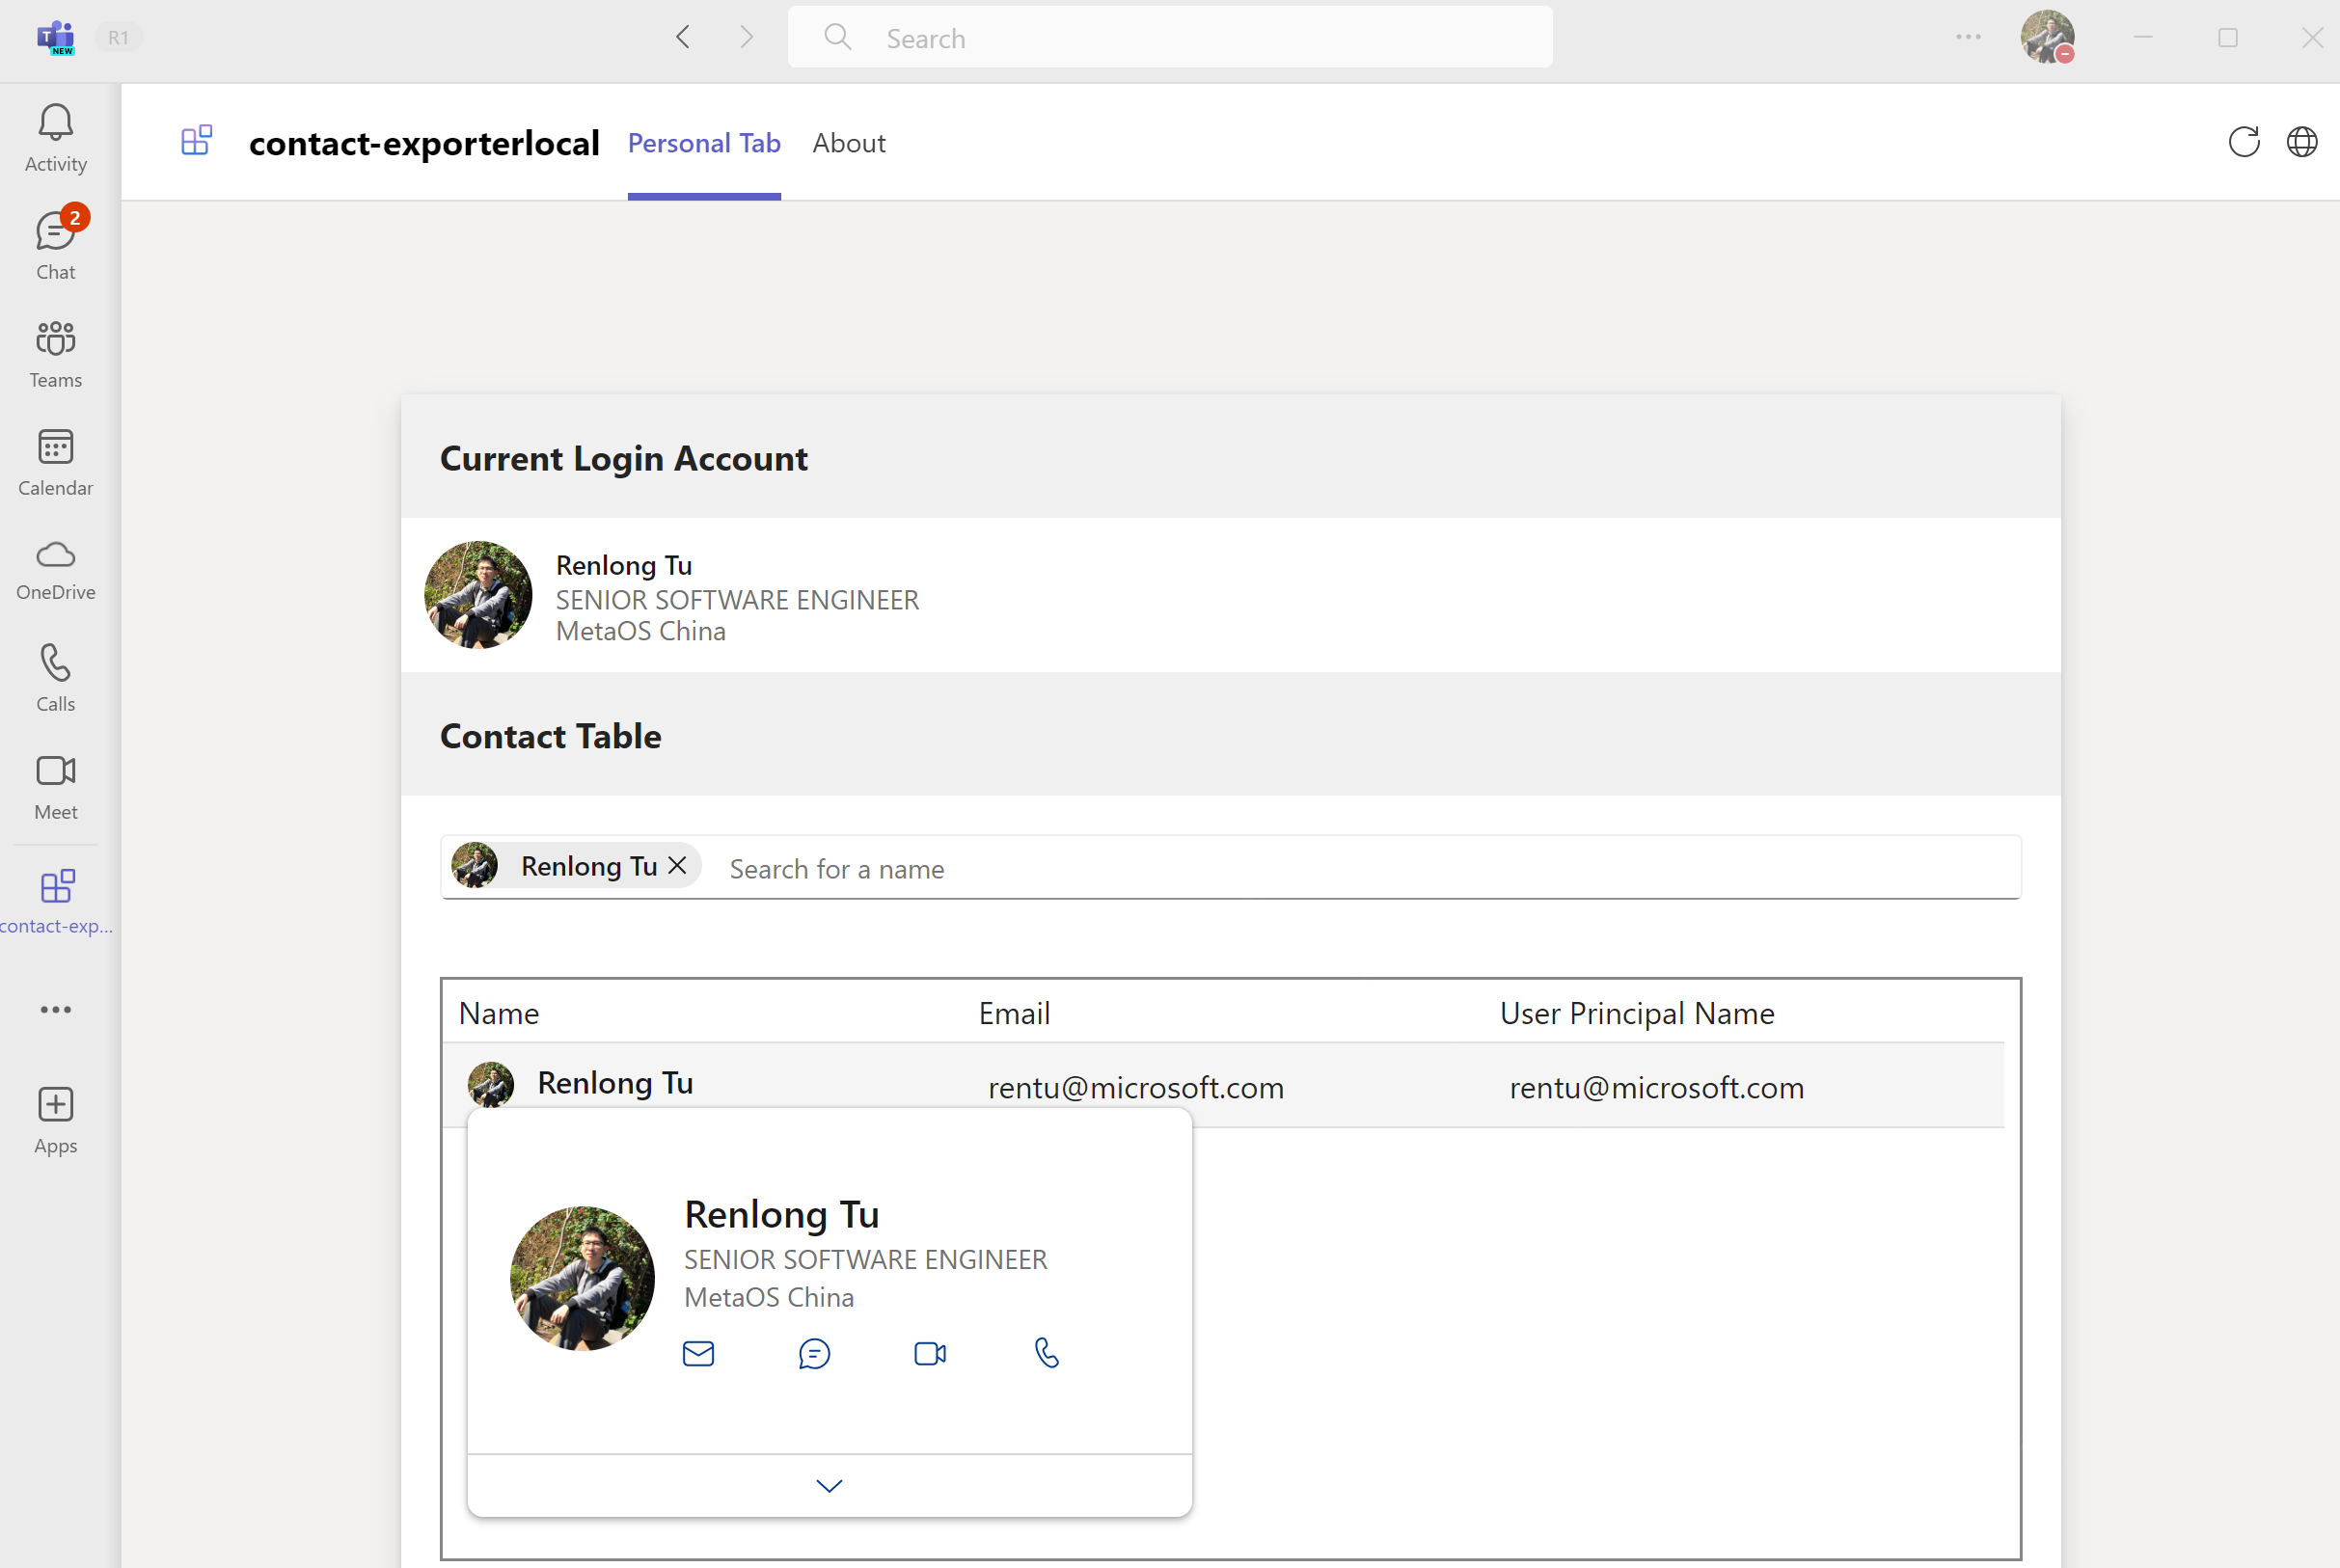 T
NEW
R1
Search
Activity
2
Chat
Teams
Calendar
OneDrive
Calls
Meet
contact-exp...
Apps
contact-exporterlocal
Personal Tab
About
Current Login Account
Renlong Tu
SENIOR SOFTWARE ENGINEER
MetaOS China
Contact Table
Renlong Tu
Search for a name
Name Email User Principal Name
Renlong Tu rentu@microsoft.com rentu@microsoft.com
Renlong Tu
SENIOR SOFTWARE ENGINEER
MetaOS China